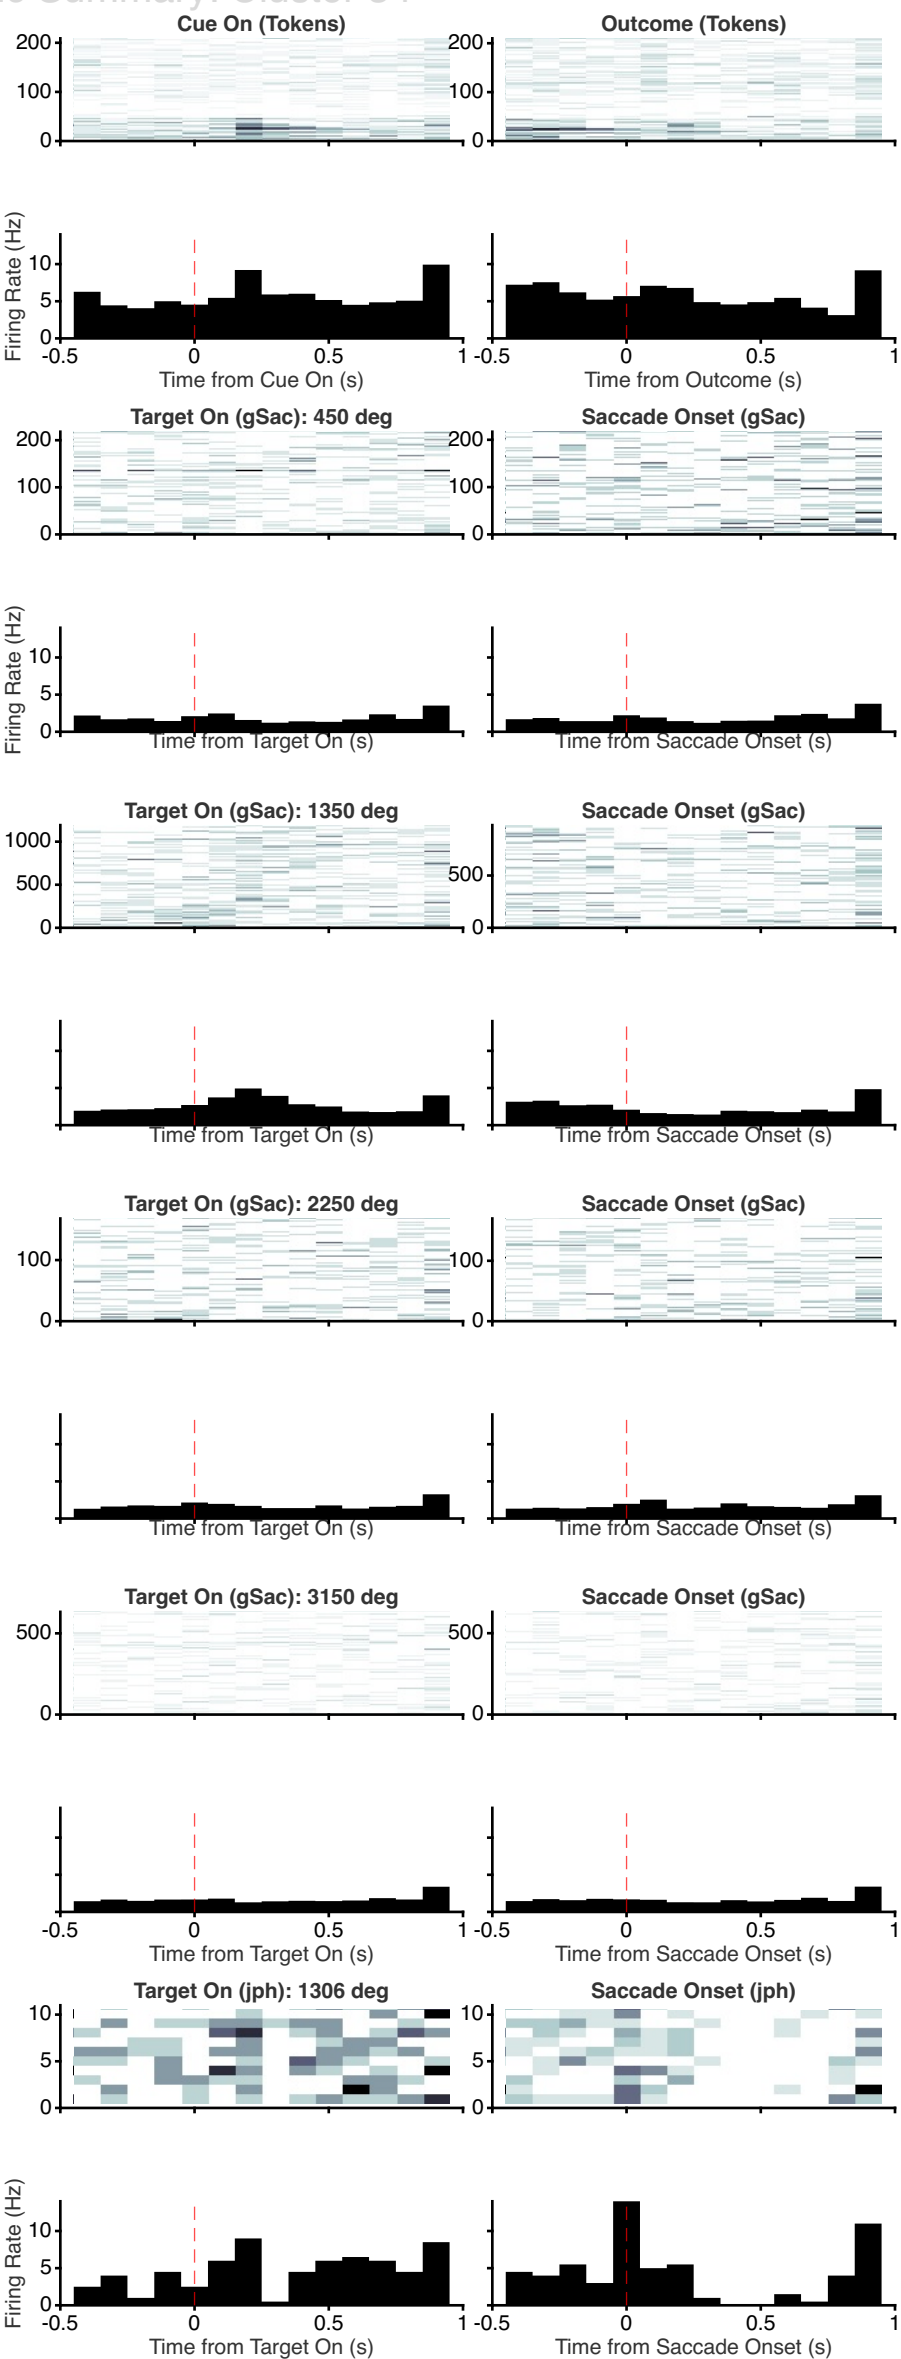 Summary: Cluster
Cue On (Tokens) Outcome (Tokens)
200 200
100 100
0 0
Firing Rate (Hz)
10
5
0
-0.5 0 0.5 1 -0.5 0 0.5 1
Time from Cue On (s) Time from Outcome (s)
Target On (gSac): 450 deg Saccade Onset (gSac)
200 200
100 100
0 0
Firing Rate (Hz)
10
5
0
Time from Target On (s) Time from Saccade Onset (s)
Target On (gSac): 1350 deg Saccade Onset (gSac)
1000
500 500
0 0
Time from Target On (s) Time from Saccade Onset (s)
Target On (gSac): 2250 deg Saccade Onset (gSac)
100 100
0 0
Time from Target On (s) Time from Saccade Onset (s)
Target On (gSac): 3150 deg Saccade Onset (gSac)
500 500
0 0
-0.5 0 0.5 1 -0.5 0 0.5 1
Time from Target On (s) Time from Saccade Onset (s)
Target On (jph): 1306 deg Saccade Onset (jph)
10 10
5 5
0 0
Firing Rate (Hz)
10
5
0
-0.5 0 0.5 1 -0.5 0 0.5 1
Time from Target On (s) Time from Saccade Onset (s)